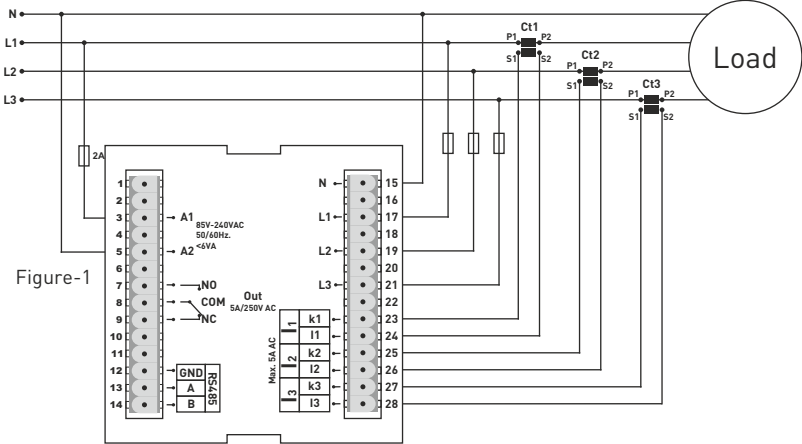 N
L1
L2
L3
Ct1
P1 P2
S1 S2
Ct2
P1 P2
S1 S2
Ct3
P1 P2
S1 S2
Load
2A
1
2
3
4
5
6
7
8
9
10
11
12
13
14
A1
85V-240VAC
50/60Hz.
<6VA
A2
NO
COM
NC
Out
5A/250V AC
GND
A
B
RS485
N
L1
L2
L3
Max. 5A AC
I1
k1
l1
I2
k2
l2
I3
k3
l3
15
16
17
18
19
20
21
22
23
24
25
26
27
28
Figure-1